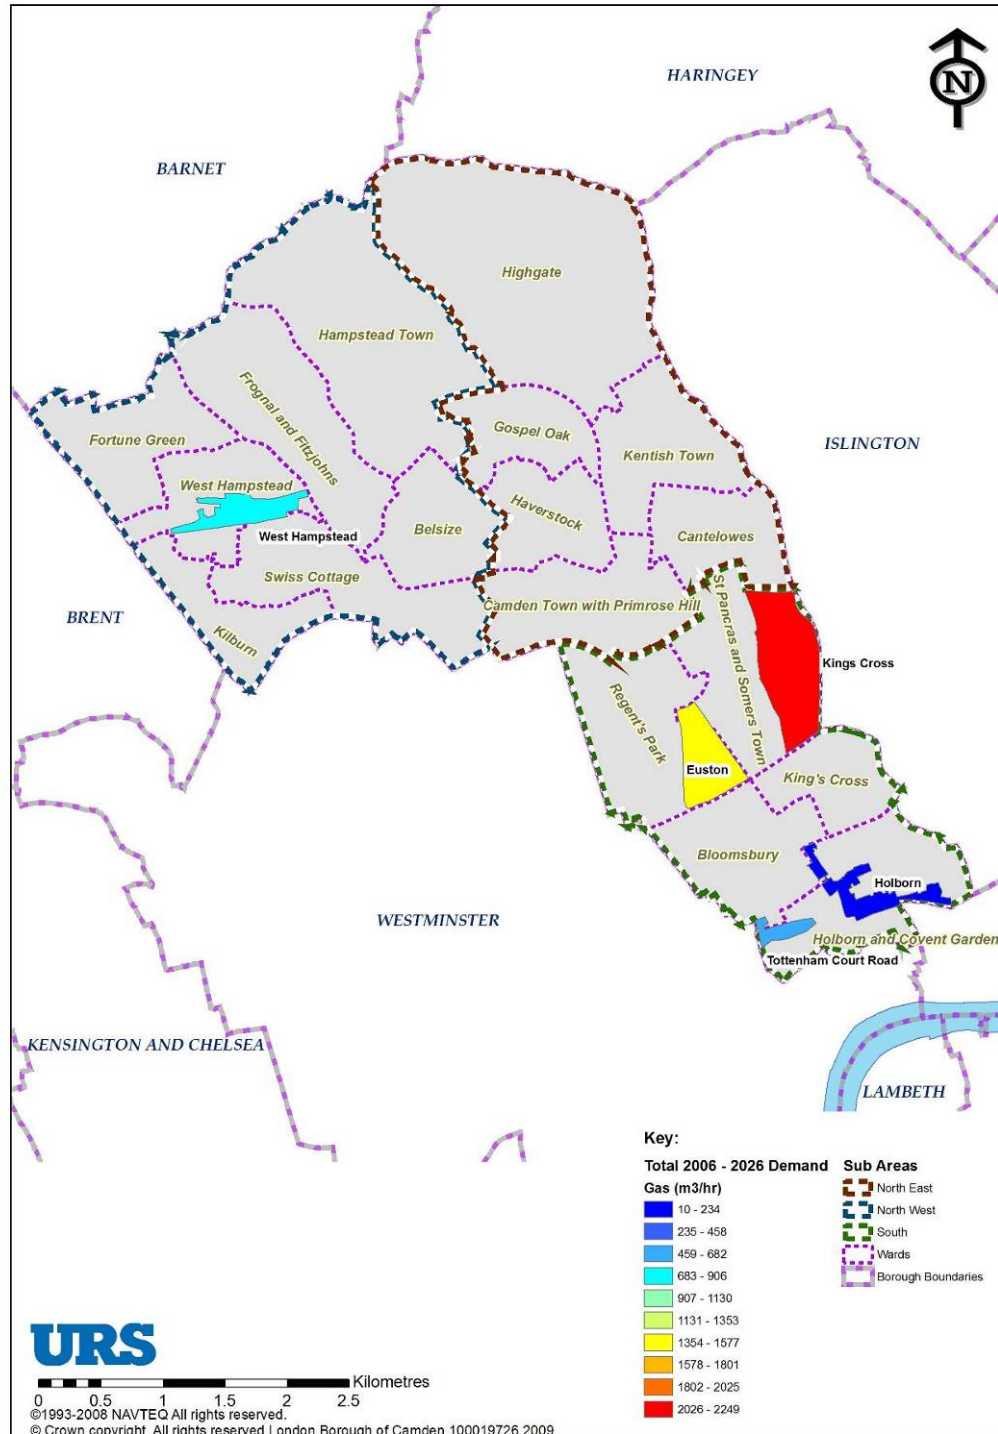 HARINGEY
N
BARNET
Highgate
Hampstead Town
Frognal and Fitzjohns
Fortune Green
Gospel Oak
ISLINGTON
Kentish Town
West Hampstead
Haverstock
Belsize
West Hampstead
Cantelowes
Swiss Cottage
St Pancras and Somers Town
Camden Town with Primrose Hill
BRENT
Kilburn
Kings Cross
Regent's Park
Euston
King's Cross
Bloomsbury
Holborn
WESTMINSTER
Holborn and Covent Garden
Tottenham Court Road
KENSINGTON AND CHELSEA
LAMBETH
Key:
Total 2006 - 2026 Demand
Gas (m3/hr)
10 - 234
235 - 458
459 - 682
683 - 906
907 - 1130
1131 - 1353
1354 - 1577
1578 - 1801
1802 - 2025
2026 - 2249
Sub Areas
North East
North West
South
Wards
Borough Boundaries
URS
Kilometres
0 0.5 1 1.5 2 2.5
©1993-2008 NAVTEQ All rights reserved.
© Crown copyright. All rights reserved London Borough of Camden 100019726 2009